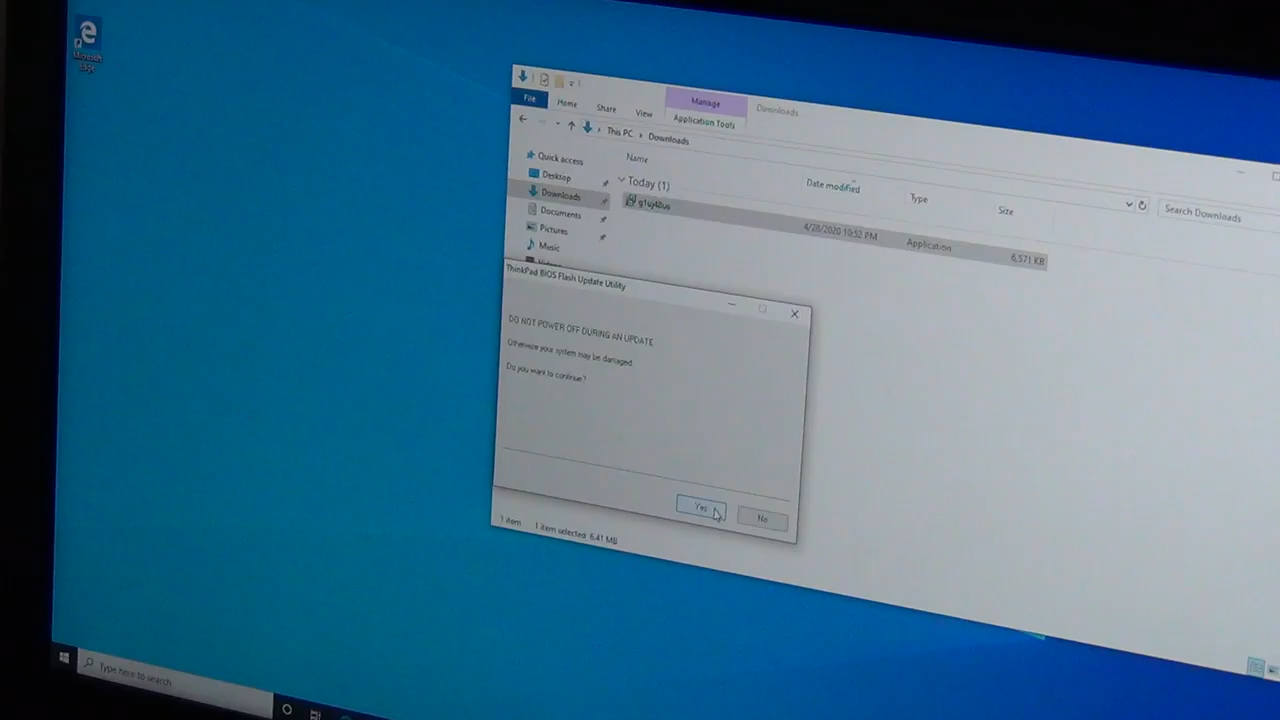 Microsoft
Edge
File
Home
Share
View
Manage
Application Tools
Downloads
This PC
Downloads
Search Downloads
Quick access
Desktop
Downloads
Documents
Pictures
Music
Name
Date modified
Type
Size
Today (1)
g1uj48us
4/28/2020 10:52 PM
Application
6,571 KB
ThinkPad BIOS Flash Update Utility
DO NOT POWER OFF DURING AN UPDATE.
Otherwise your system may be damaged.
Do you want to continue?
Yes
No
1 item
1 item selected 6.41 MB
Type here to search